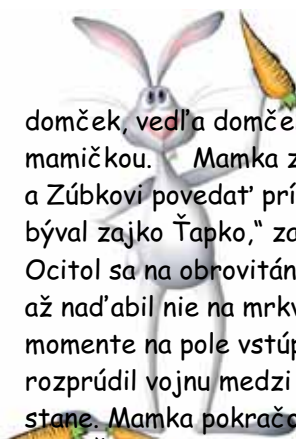 domček, vedľa domče
mamičkou. Mamka z
a Zúbkovi povedať prí
býval zajko Ťapko,“ za
Ocitol sa na obrovitán
až naďabil nie na mrkv
momente na pole vstúp
rozprúdil vojnu medzi
stane. Mamka pokračo